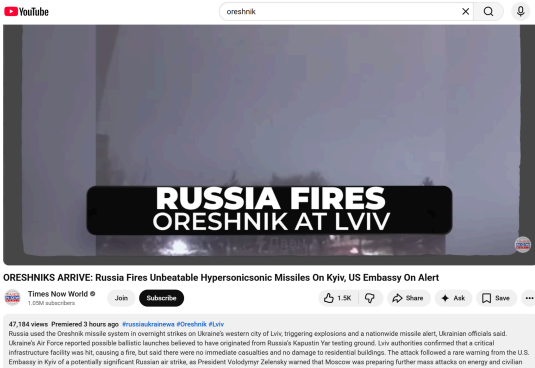 YouTube
oreshnik
RUSSIA FIRES
ORESHNIK AT LVIV
ORESHNIKS ARRIVE: Russia Fires Unbeatable Hypersonicsonic Missiles On Kyiv, US Embassy On Alert
Times Now World
1.05M subscribers
Join
Subscribe
1.5K
Share
Ask
Save
47,184 views Premiered 3 hours ago #russiaukrainewa #Oreshnik #Lviv
Russia used the Oreshnik missile system in overnight strikes on Ukraine's western city of Lviv, triggering explosions and a nationwide missile alert, Ukrainian officials said.
Ukraine's Air Force reported possible ballistic launches believed to have originated from Russia's Kapustin Yar testing ground. Lviv authorities confirmed that a critical
infrastructure facility was hit, causing a fire, but said there were no immediate casualties and no damage to residential buildings. The attack followed a rare warning from the U.S.
Embassy in Kyiv of a potentially significant Russian air strike, as President Volodymyr Zelensky warned that Moscow was preparing further mass attacks on energy and civilian